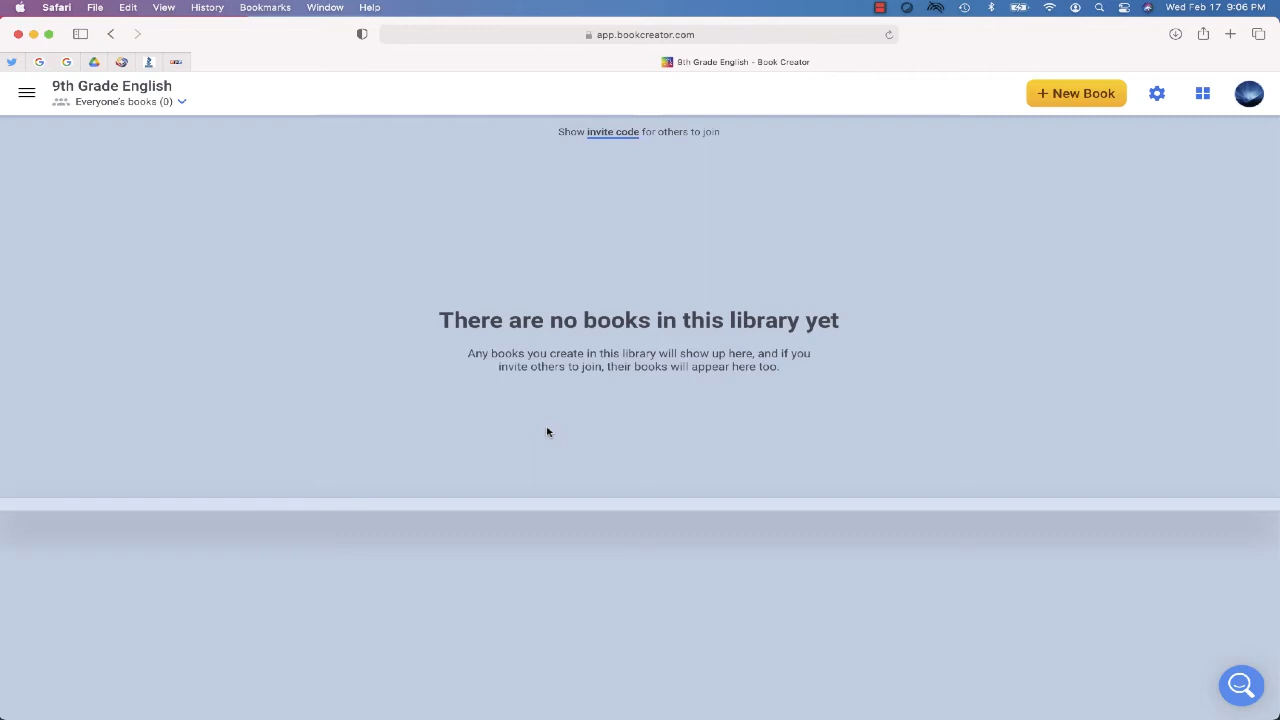 Safari File Edit View History Bookmarks Window Help Wed Feb 17 9:06 PM
app.bookcreator.com
9th Grade English - Book Creator
9th Grade English
Everyone's books (0)
+ New Book
Show invite code for others to join
There are no books in this library yet
Any books you create in this library will show up here, and if you
invite others to join, their books will appear here too.